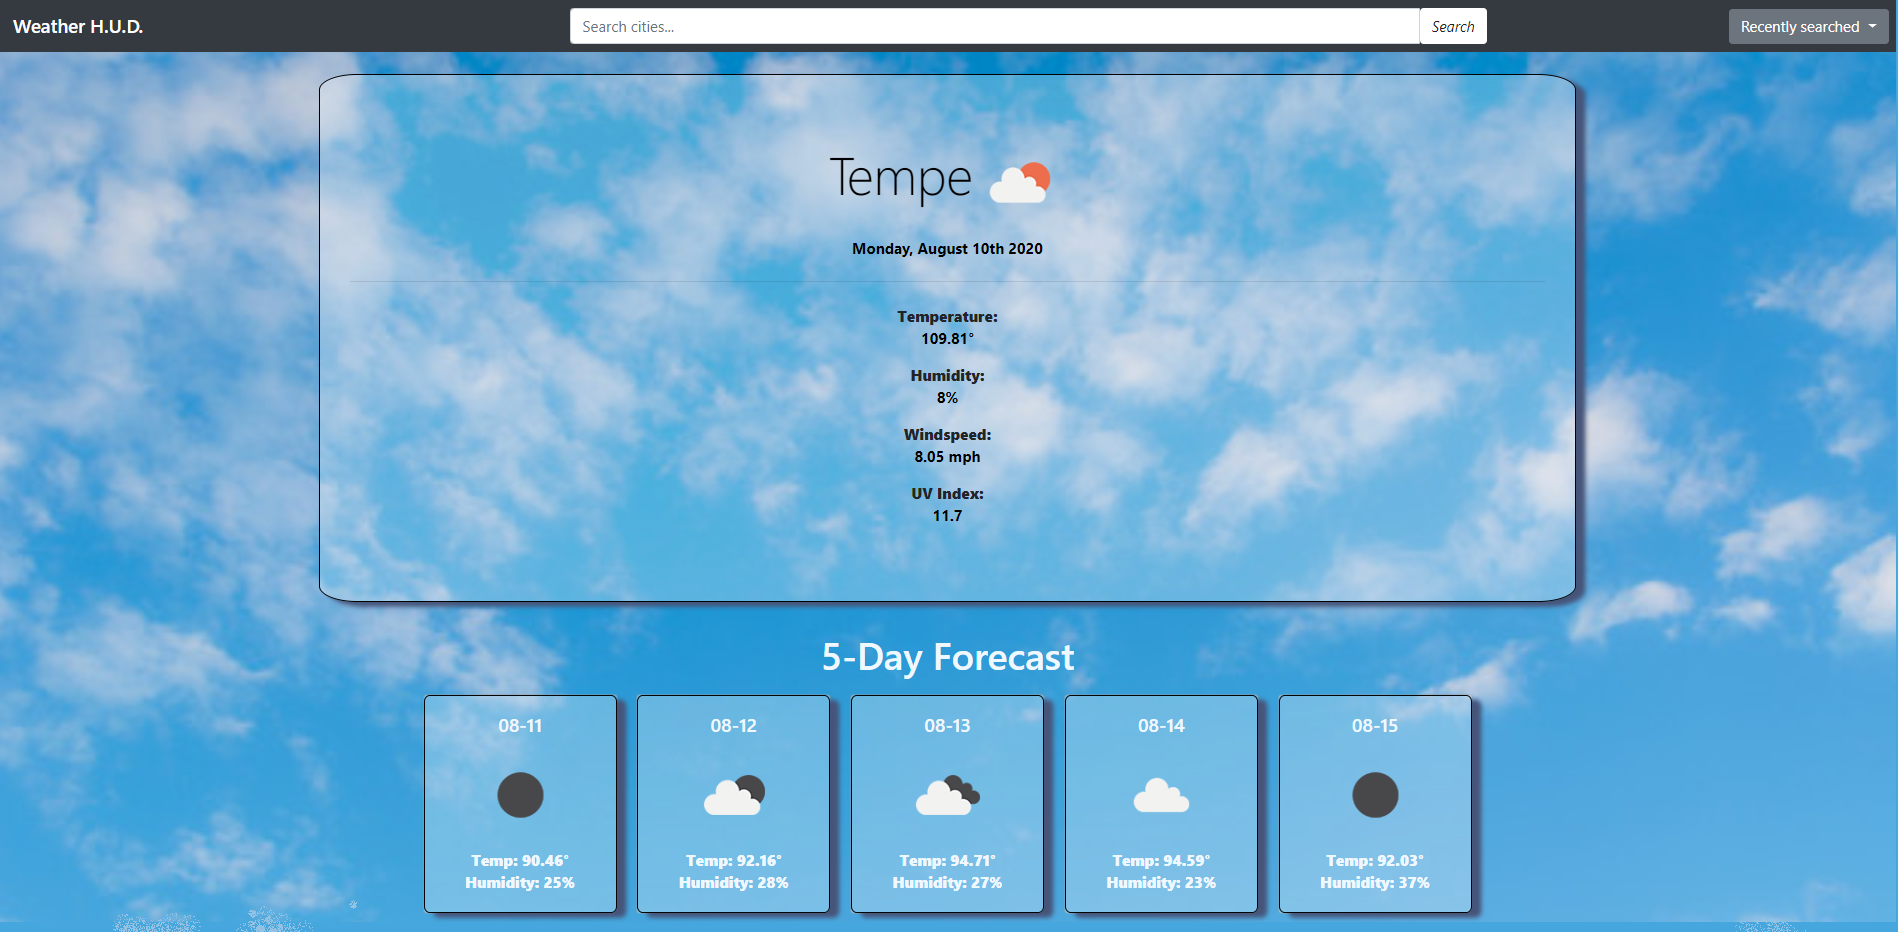 Weather H.U.D.
Search cities...
Search
Recently searched
Tempe
Monday, August 10th 2020
Temperature:
109.81°
Humidity:
8%
Windspeed:
8.05 mph
UV Index:
11.7
5-Day Forecast
08-11
Temp: 90.46°
Humidity: 25%
08-12
Temp: 92.16°
Humidity: 28%
08-13
Temp: 94.71°
Humidity: 27%
08-14
Temp: 94.59°
Humidity: 23%
08-15
Temp: 92.03°
Humidity: 37%